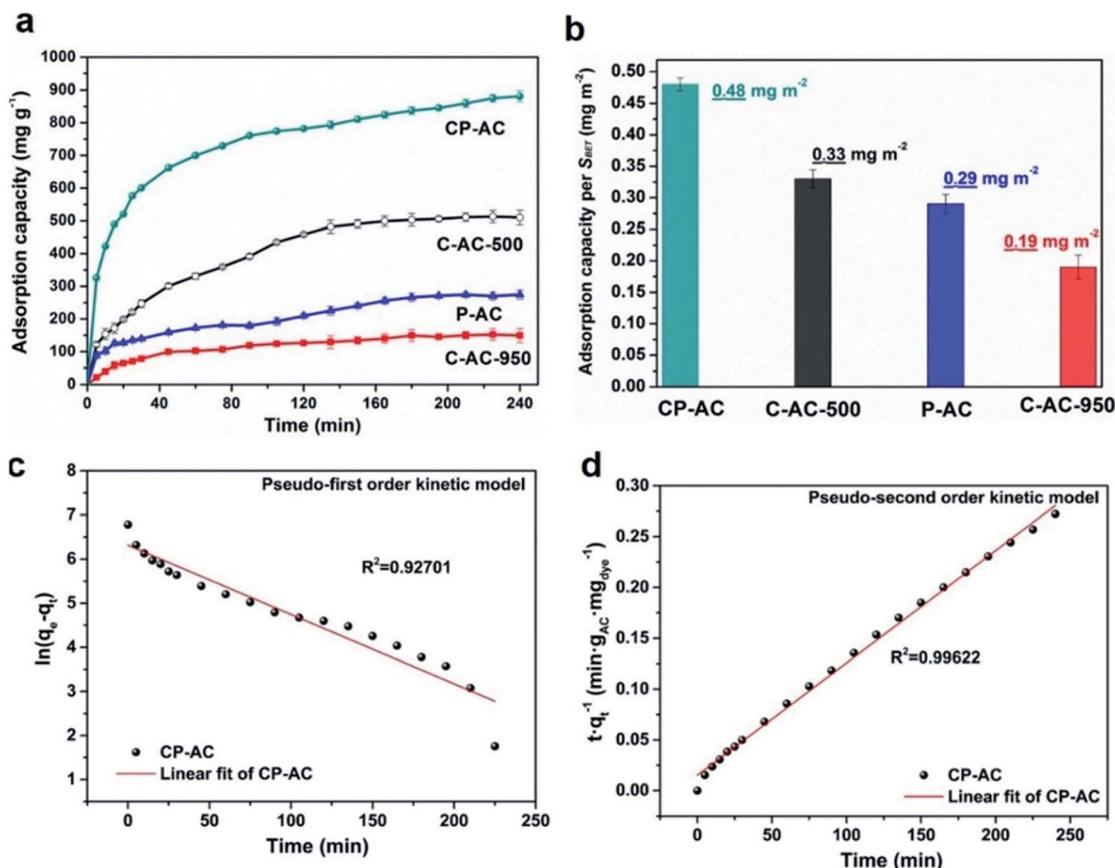 a
Adsorption capacity (mg g⁻¹)
1000
900
800
700
600
500
400
300
200
100
0
CP-AC
C-AC-500
P-AC
C-AC-950
0 40 80 120 160 200 240
Time (min)
b
Adsorption capacity per S_BET (mg m⁻²)
0.50
0.45
0.40
0.35
0.30
0.25
0.20
0.15
0.10
0.05
0.00
0.48 mg m⁻²
0.33 mg m⁻²
0.29 mg m⁻²
0.19 mg m⁻²
CP-AC C-AC-500 P-AC C-AC-950
c
ln(qₑ-qₜ)
8
7
6
5
4
3
2
1
Pseudo-first order kinetic model
R²=0.92701
CP-AC
Linear fit of CP-AC
0 50 100 150 200 250
Time (min)
d
t·qₜ⁻¹ (min·g_AC·mg_dye⁻¹)
0.30
0.25
0.20
0.15
0.10
0.05
0.00
Pseudo-second order kinetic model
R²=0.99622
CP-AC
Linear fit of CP-AC
0 50 100 150 200 250
Time (min)